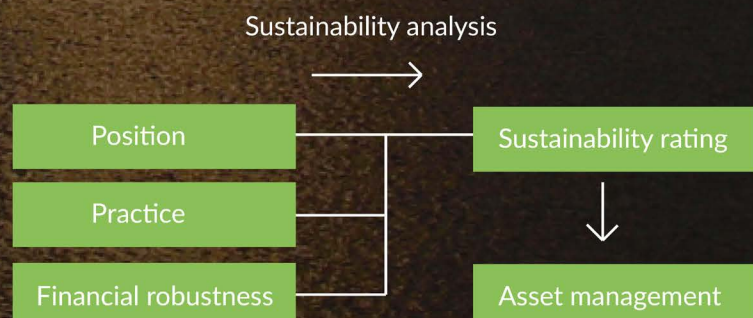 Sustainability analysis
Position
Practice
Financial robustness
Sustainability rating
Asset management